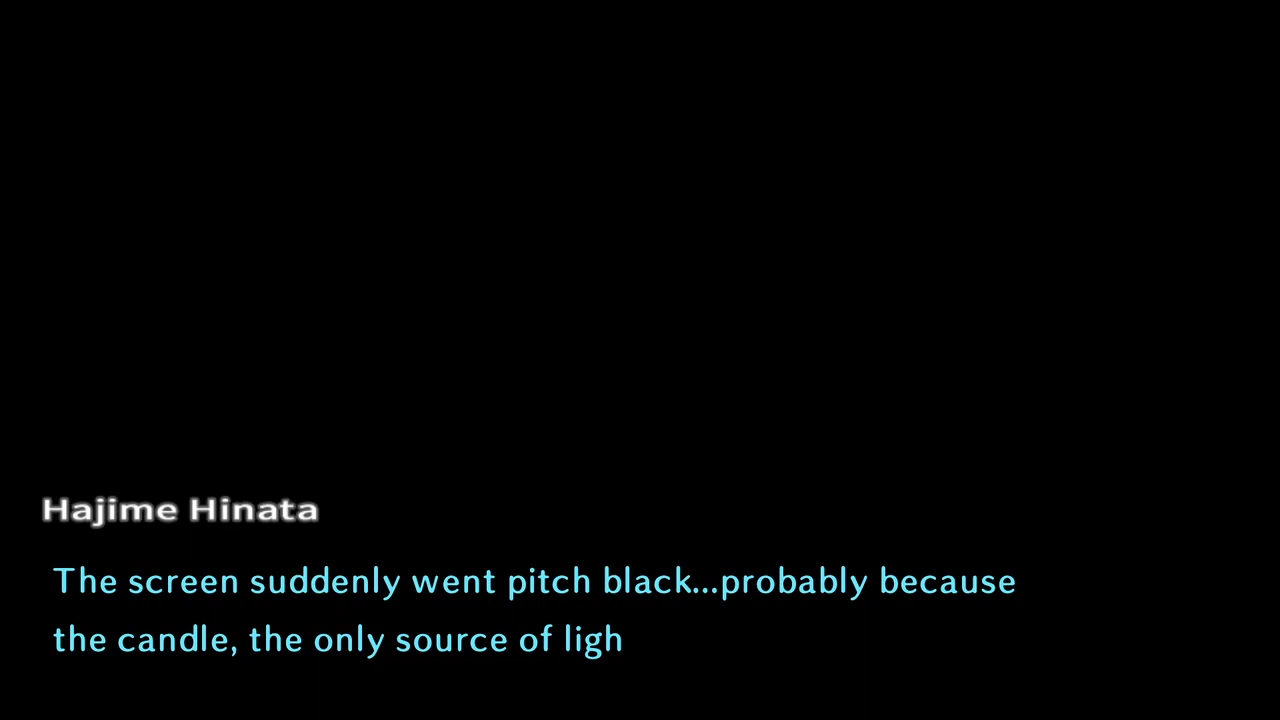 Hajime Hinata
The screen suddenly went pitch black...probably because
the candle, the only source of ligh